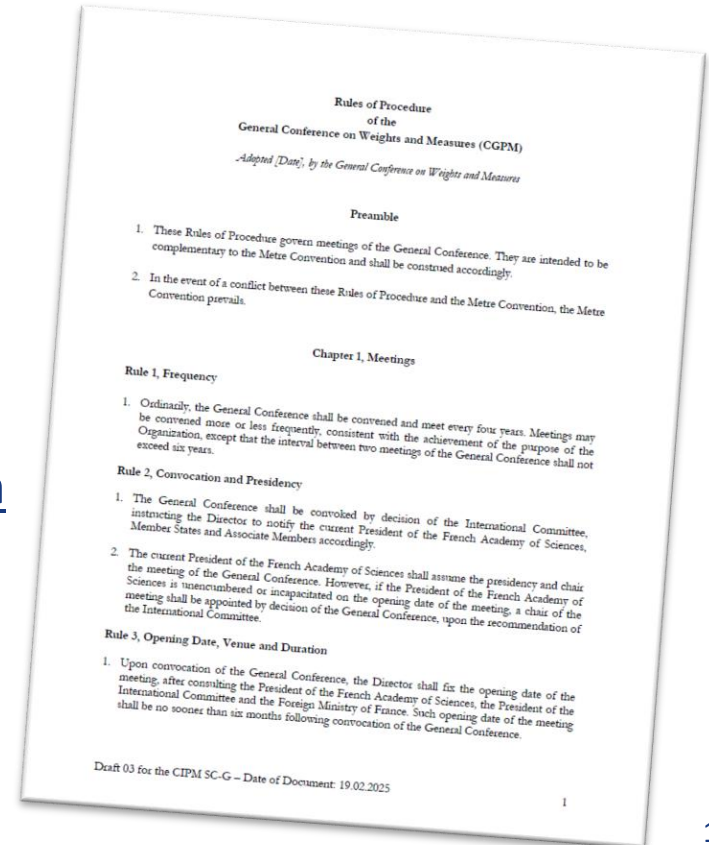 Rules of Procedure
of the
General Conference on Weights and Measures (CGPM)
Adopted [Date], by the General Conference on Weights and Measures
Preamble
1. These Rules of Procedure govern meetings of the General Conference. They are intended to be
complementary to the Metre Convention and shall be construed accordingly.
2. In the event of a conflict between these Rules of Procedure and the Metre Convention, the Metre
Convention prevails.
Chapter 1, Meetings
Rule 1, Frequency
1. Ordinarily, the General Conference shall be convened and meet every four years. Meetings may
be convened more or less frequently, consistent with the achievement of the purpose of the
Organization, except that the interval between two meetings of the General Conference shall not
exceed six years.
Rule 2, Convocation and Presidency
1. The General Conference shall be convoked by decision of the International Committee,
instructing the Director to notify the current President of the French Academy of Sciences,
Member States and Associate Members accordingly.
2. The current President of the French Academy of Sciences shall assume the presidency and chair
the meeting of the General Conference. However, if the President of the French Academy of
Sciences is unencumbered or incapacitated on the opening date of the meeting, a chair of the
meeting shall be appointed by decision of the General Conference, upon the recommendation of
the International Committee.
Rule 3, Opening Date, Venue and Duration
1. Upon convocation of the General Conference, the Director shall fix the opening date of the
meeting, after consulting the President of the French Academy of Sciences, the President of the
International Committee and the Foreign Ministry of France. Such opening date of the meeting
shall be no sooner than six months following convocation of the General Conference.
Draft 03 for the CIPM SC-G – Date of Document: 19.02.2025
1